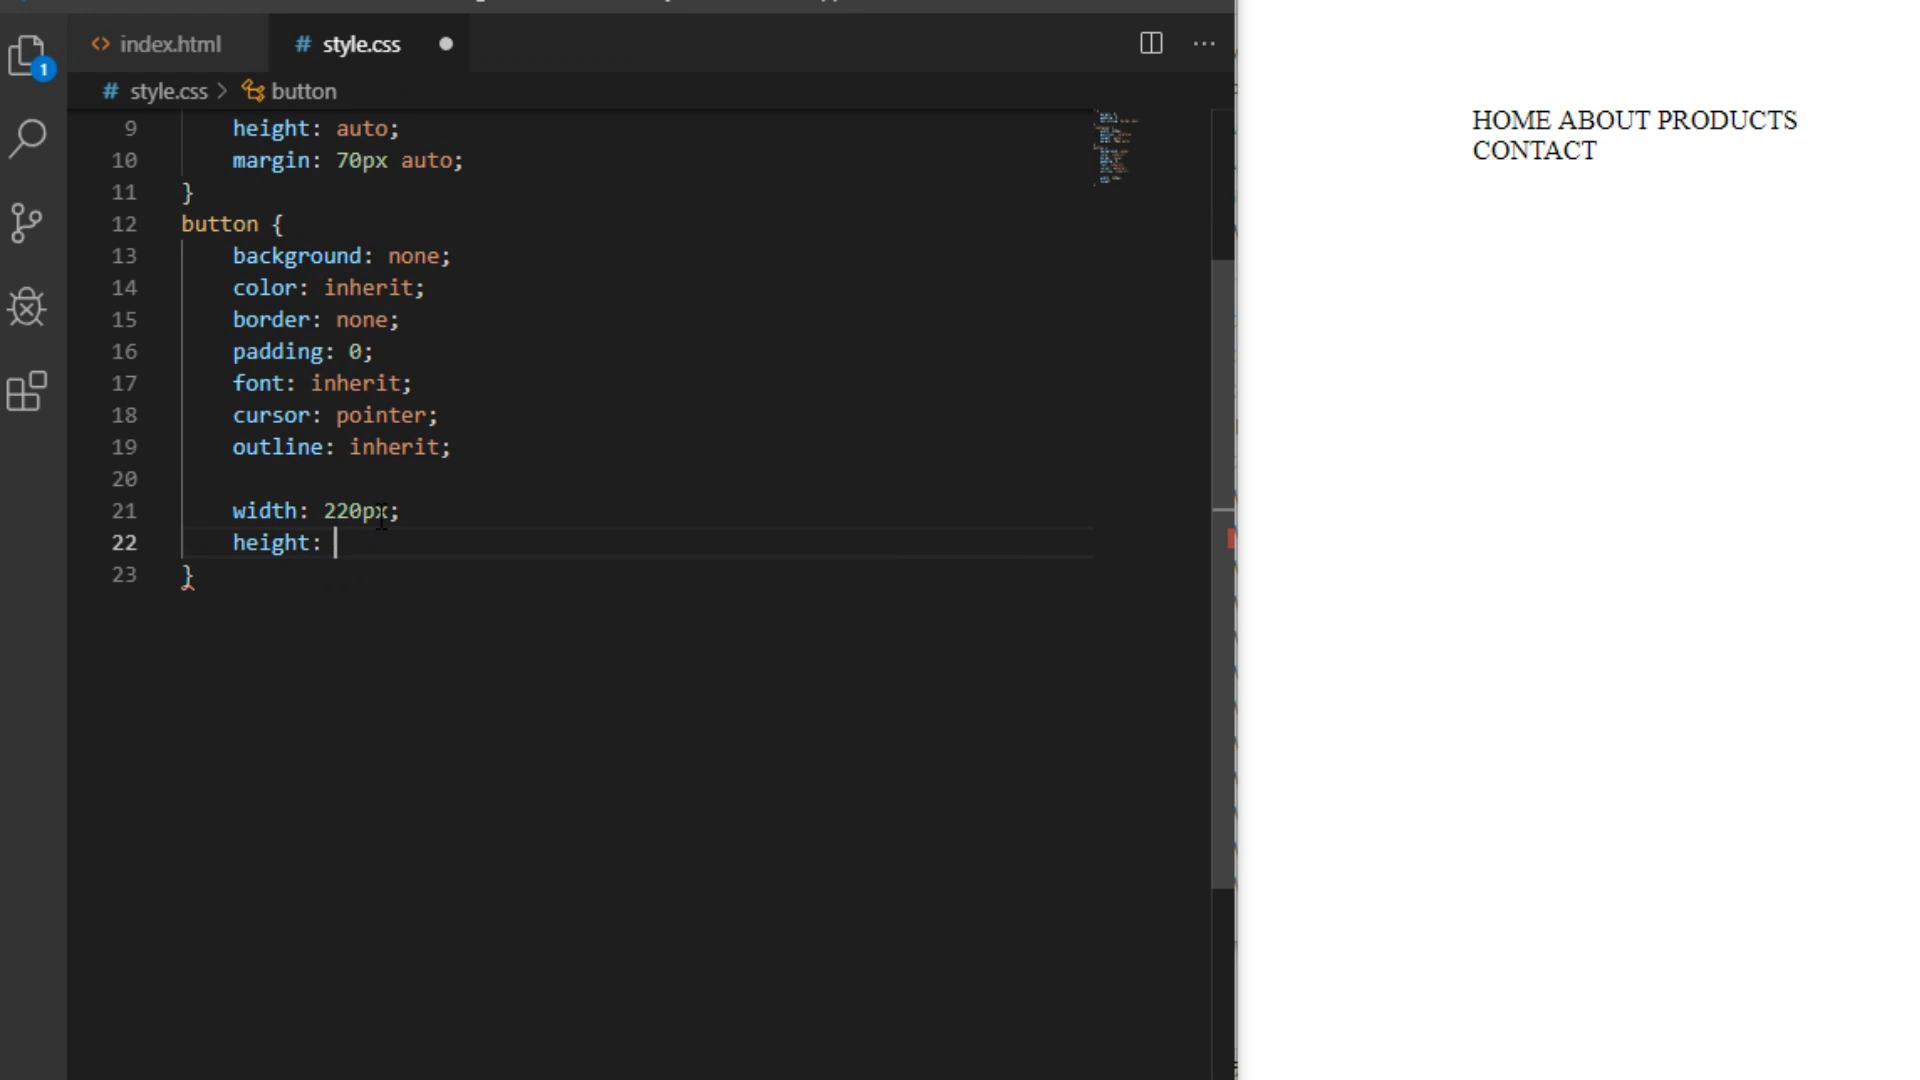 index.html
# style.css
1
# style.css > button
9 height: auto;
10 margin: 70px auto;
11 }
12 button {
13 background: none;
14 color: inherit;
15 border: none;
16 padding: 0;
17 font: inherit;
18 cursor: pointer;
19 outline: inherit;
20
21 width: 220px;
22 height:
23 }
HOME ABOUT PRODUCTS
CONTACT